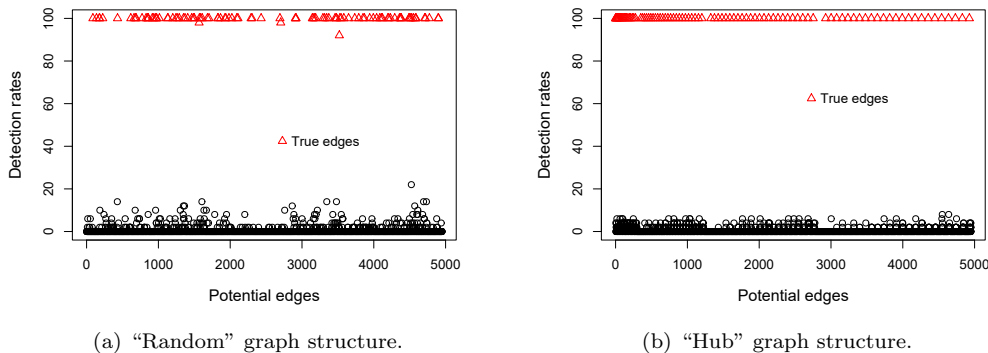 100
80
60
40
20
0
Detection rates
True edges
0 1000 2000 3000 4000 5000
Potential edges
(a) “Random” graph structure.
100
80
60
40
20
0
Detection rates
True edges
0 1000 2000 3000 4000 5000
Potential edges
(b) “Hub” graph structure.